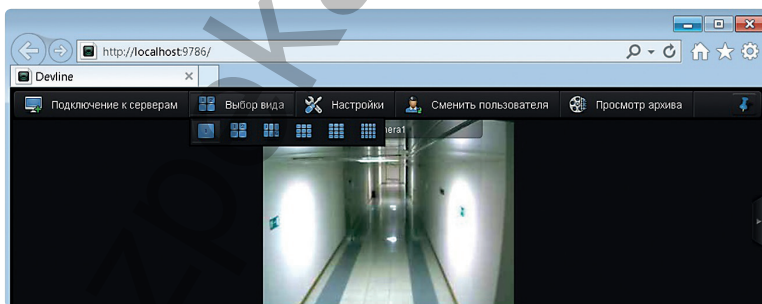 http://localhost:9786/
Devline
Подключение к серверам Выбор вида Настройки Сменить пользователя Просмотр архива